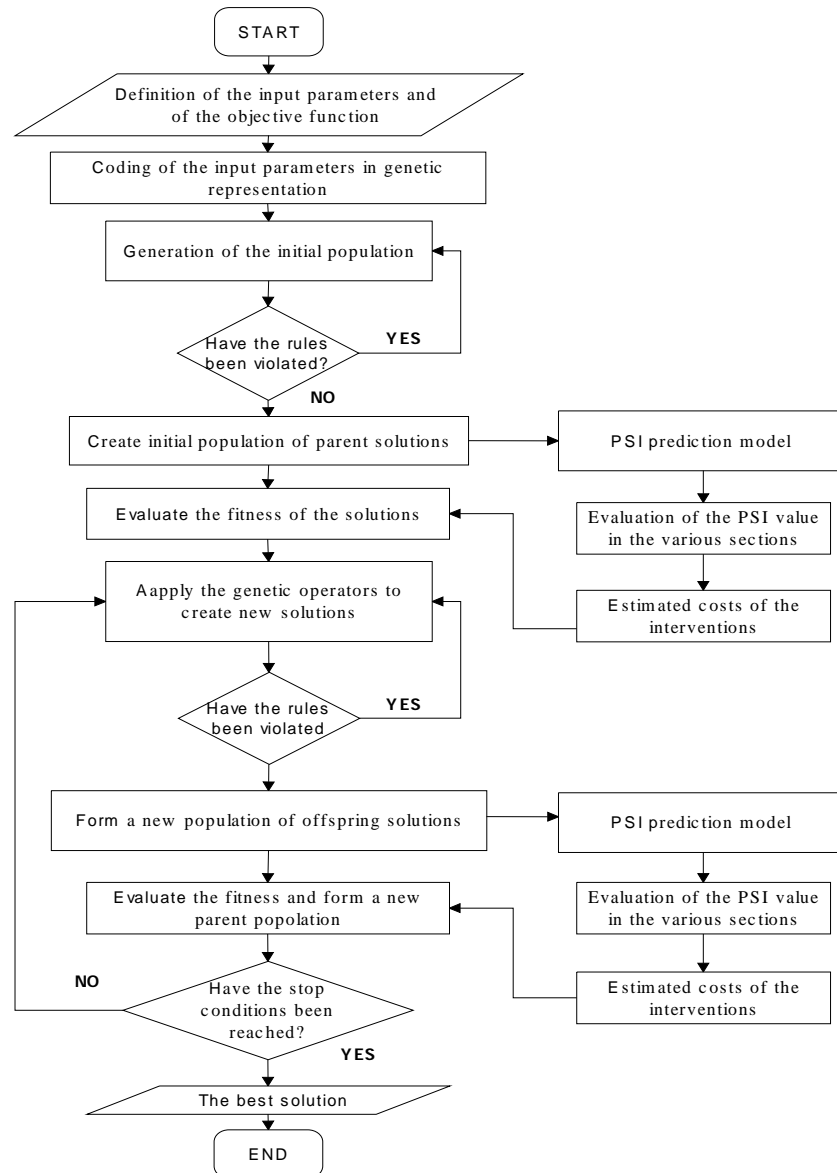 START
Definition of the input parameters and
of the objective function
Coding of the input parameters in genetic
representation
Generation of the initial population
Have the rules
been violated?
YES
NO
Create initial population of parent solutions
PSI prediction model
Evaluate the fitness of the solutions
Evaluation of the PSI value
in the various sections
Aapply the genetic operators to
create new solutions
Estimated costs of the
interventions
Have the rules
been violated
YES
Form a new population of offspring solutions
PSI prediction model
Evaluate the fitness and form a new
parent popolation
Evaluation of the PSI value
in the various sections
NO
Have the stop
conditions been
reached?
Estimated costs of the
interventions
YES
The best solution
END